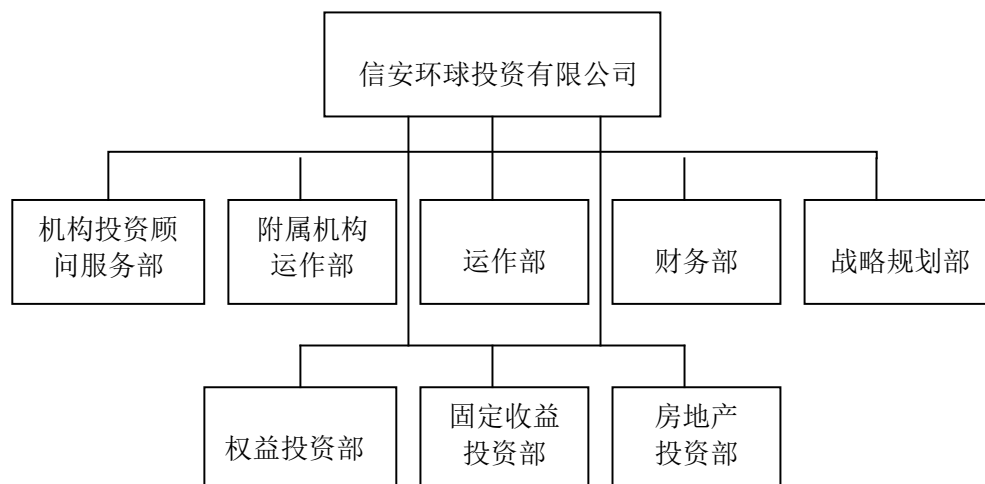 信安环球投资有限公司
机构投资顾
问服务部
附属机构
运作部
运作部
财务部
战略规划部
权益投资部
固定收益
投资部
房地产
投资部